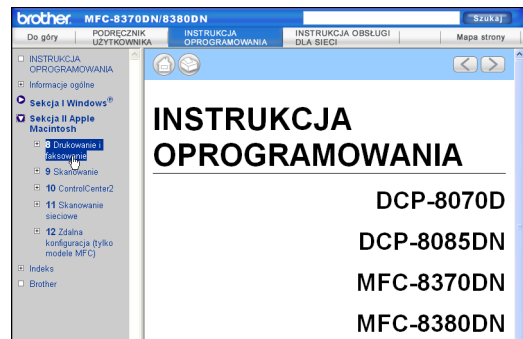 brother. MFC-8370DN/8380DN
Szukaj
Do góry
PODRĘCZNIK
UŻYTKOWNIKA
INSTRUKCJA
OPROGRAMOWANIA
INSTRUKCJA OBSŁUGI
DLA SIECI
Mapa strony
INSTRUKCJA
OPROGRAMOWANIA
Informacje ogólne
Sekcja I Windows®
Sekcja II Apple
Macintosh
8 Drukowanie i
faksowanie
9 Skanowanie
10 ControlCenter2
11 Skanowanie
sieciowe
12 Zdalna
konfiguracja (tylko
modele MFC)
Indeks
Brother
INSTRUKCJA
OPROGRAMOWANIA
DCP-8070D
DCP-8085DN
MFC-8370DN
MFC-8380DN